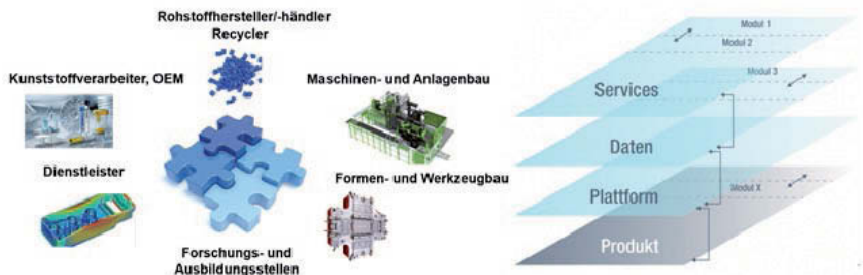 Rohstoffhersteller/-händler
Recycler
Kunststoffverarbeiter, OEM
Maschinen- und Anlagenbau
Dienstleister
Formen- und Werkzeugbau
Forschungs- und
Ausbildungsstellen
Modul 1
Modul 2
Modul 3
Services
Daten
Plattform
Modul X
Produkt